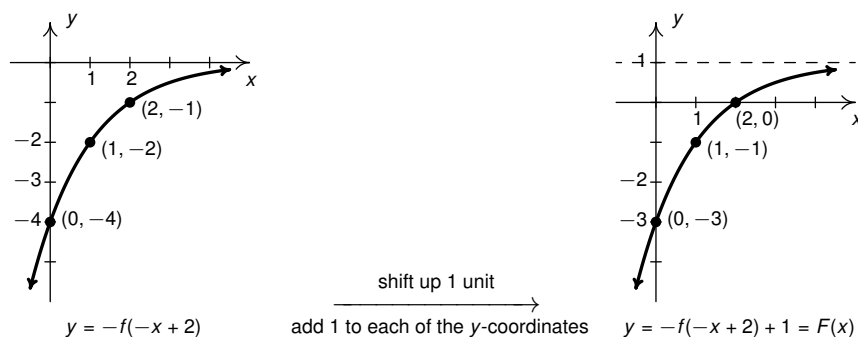 y
1
2
x
(2, −1)
−2
(1, −2)
−3
−4
(0, −4)
y = −f(−x + 2)
shift up 1 unit
add 1 to each of the y-coordinates
y
1
1
x
(2, 0)
(1, −1)
−2
−3
(0, −3)
y = −f(−x + 2) + 1 = F(x)